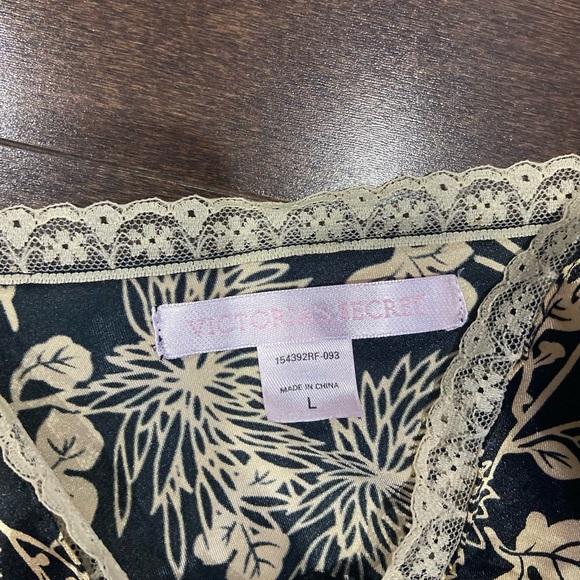 VICTORIA'S SECRET
154392RF-093
MADE IN CHINA
L